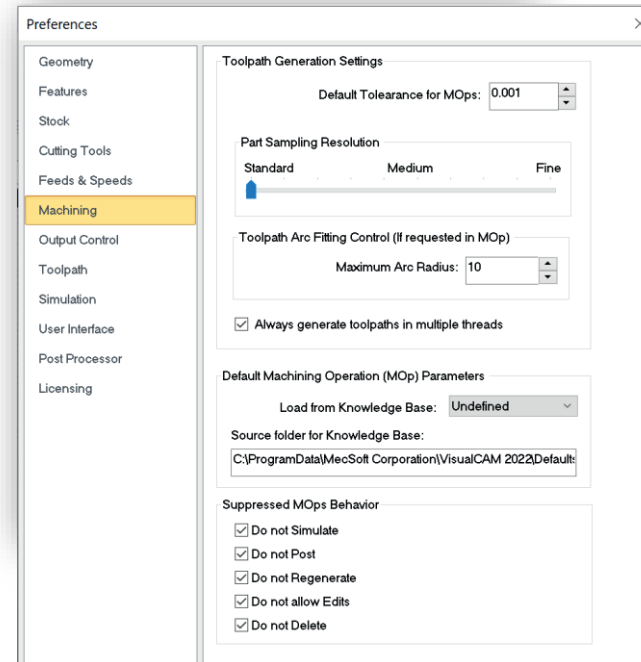 Preferences
Geometry
Features
Stock
Cutting Tools
Feeds & Speeds
Machining
Output Control
Toolpath
Simulation
User Interface
Post Processor
Licensing
Toolpath Generation Settings
Default Tolearance for MOps: 0.001
Part Sampling Resolution
Standard Medium Fine
Toolpath Arc Fitting Control (If requested in MOp)
Maximum Arc Radius: 10
Always generate toolpaths in multiple threads
Default Machining Operation (MOp) Parameters
Load from Knowledge Base: Undefined
Source folder for Knowledge Base:
C:\ProgramData\MecSoft Corporation\VisualCAM 2022\Defaults
Suppressed MOps Behavior
Do not Simulate
Do not Post
Do not Regenerate
Do not allow Edits
Do not Delete